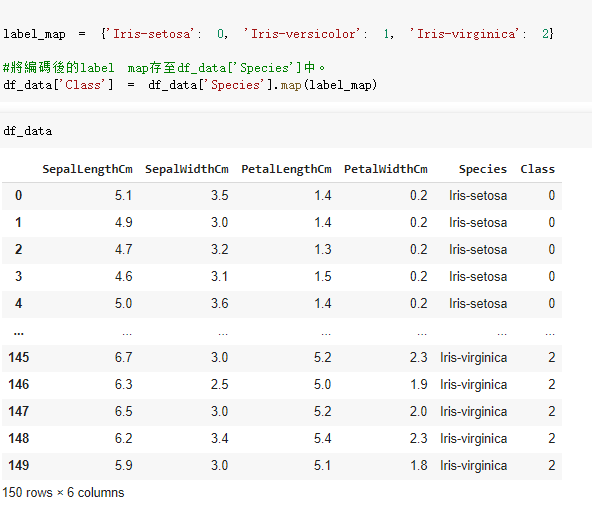 label_map = {'Iris-setosa': 0, 'Iris-versicolor': 1, 'Iris-virginica': 2}
#將編碼後的label map存至df_data['Species']中。
df_data['Class'] = df_data['Species'].map(label_map)
df_data
SepalLengthCm SepalWidthCm PetalLengthCm PetalWidthCm Species Class
0 5.1 3.5 1.4 0.2 Iris-setosa 0
1 4.9 3.0 1.4 0.2 Iris-setosa 0
2 4.7 3.2 1.3 0.2 Iris-setosa 0
3 4.6 3.1 1.5 0.2 Iris-setosa 0
4 5.0 3.6 1.4 0.2 Iris-setosa 0
... ... ... ... ... ... ...
145 6.7 3.0 5.2 2.3 Iris-virginica 2
146 6.3 2.5 5.0 1.9 Iris-virginica 2
147 6.5 3.0 5.2 2.0 Iris-virginica 2
148 6.2 3.4 5.4 2.3 Iris-virginica 2
149 5.9 3.0 5.1 1.8 Iris-virginica 2
150 rows × 6 columns